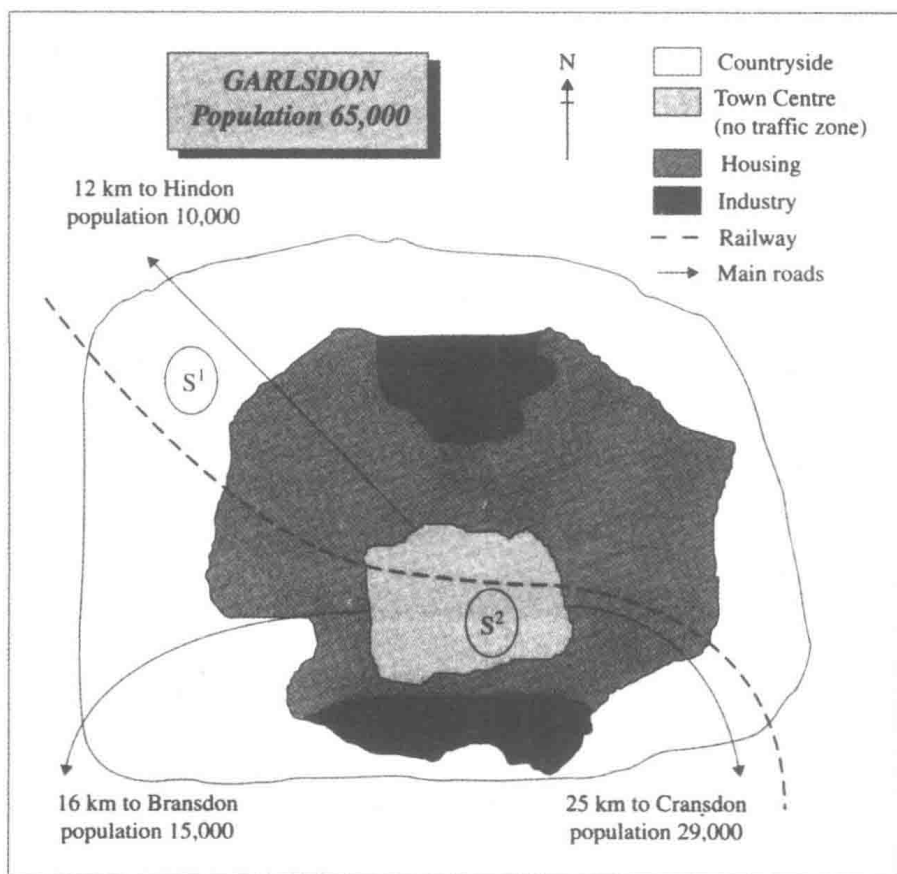 GARLSDON
Population 65,000
N
Countryside
Town Centre
(no traffic zone)
Housing
Industry
Railway
Main roads
12 km to Hindon
population 10,000
S¹
S²
16 km to Bransdon
population 15,000
25 km to Cransdon
population 29,000